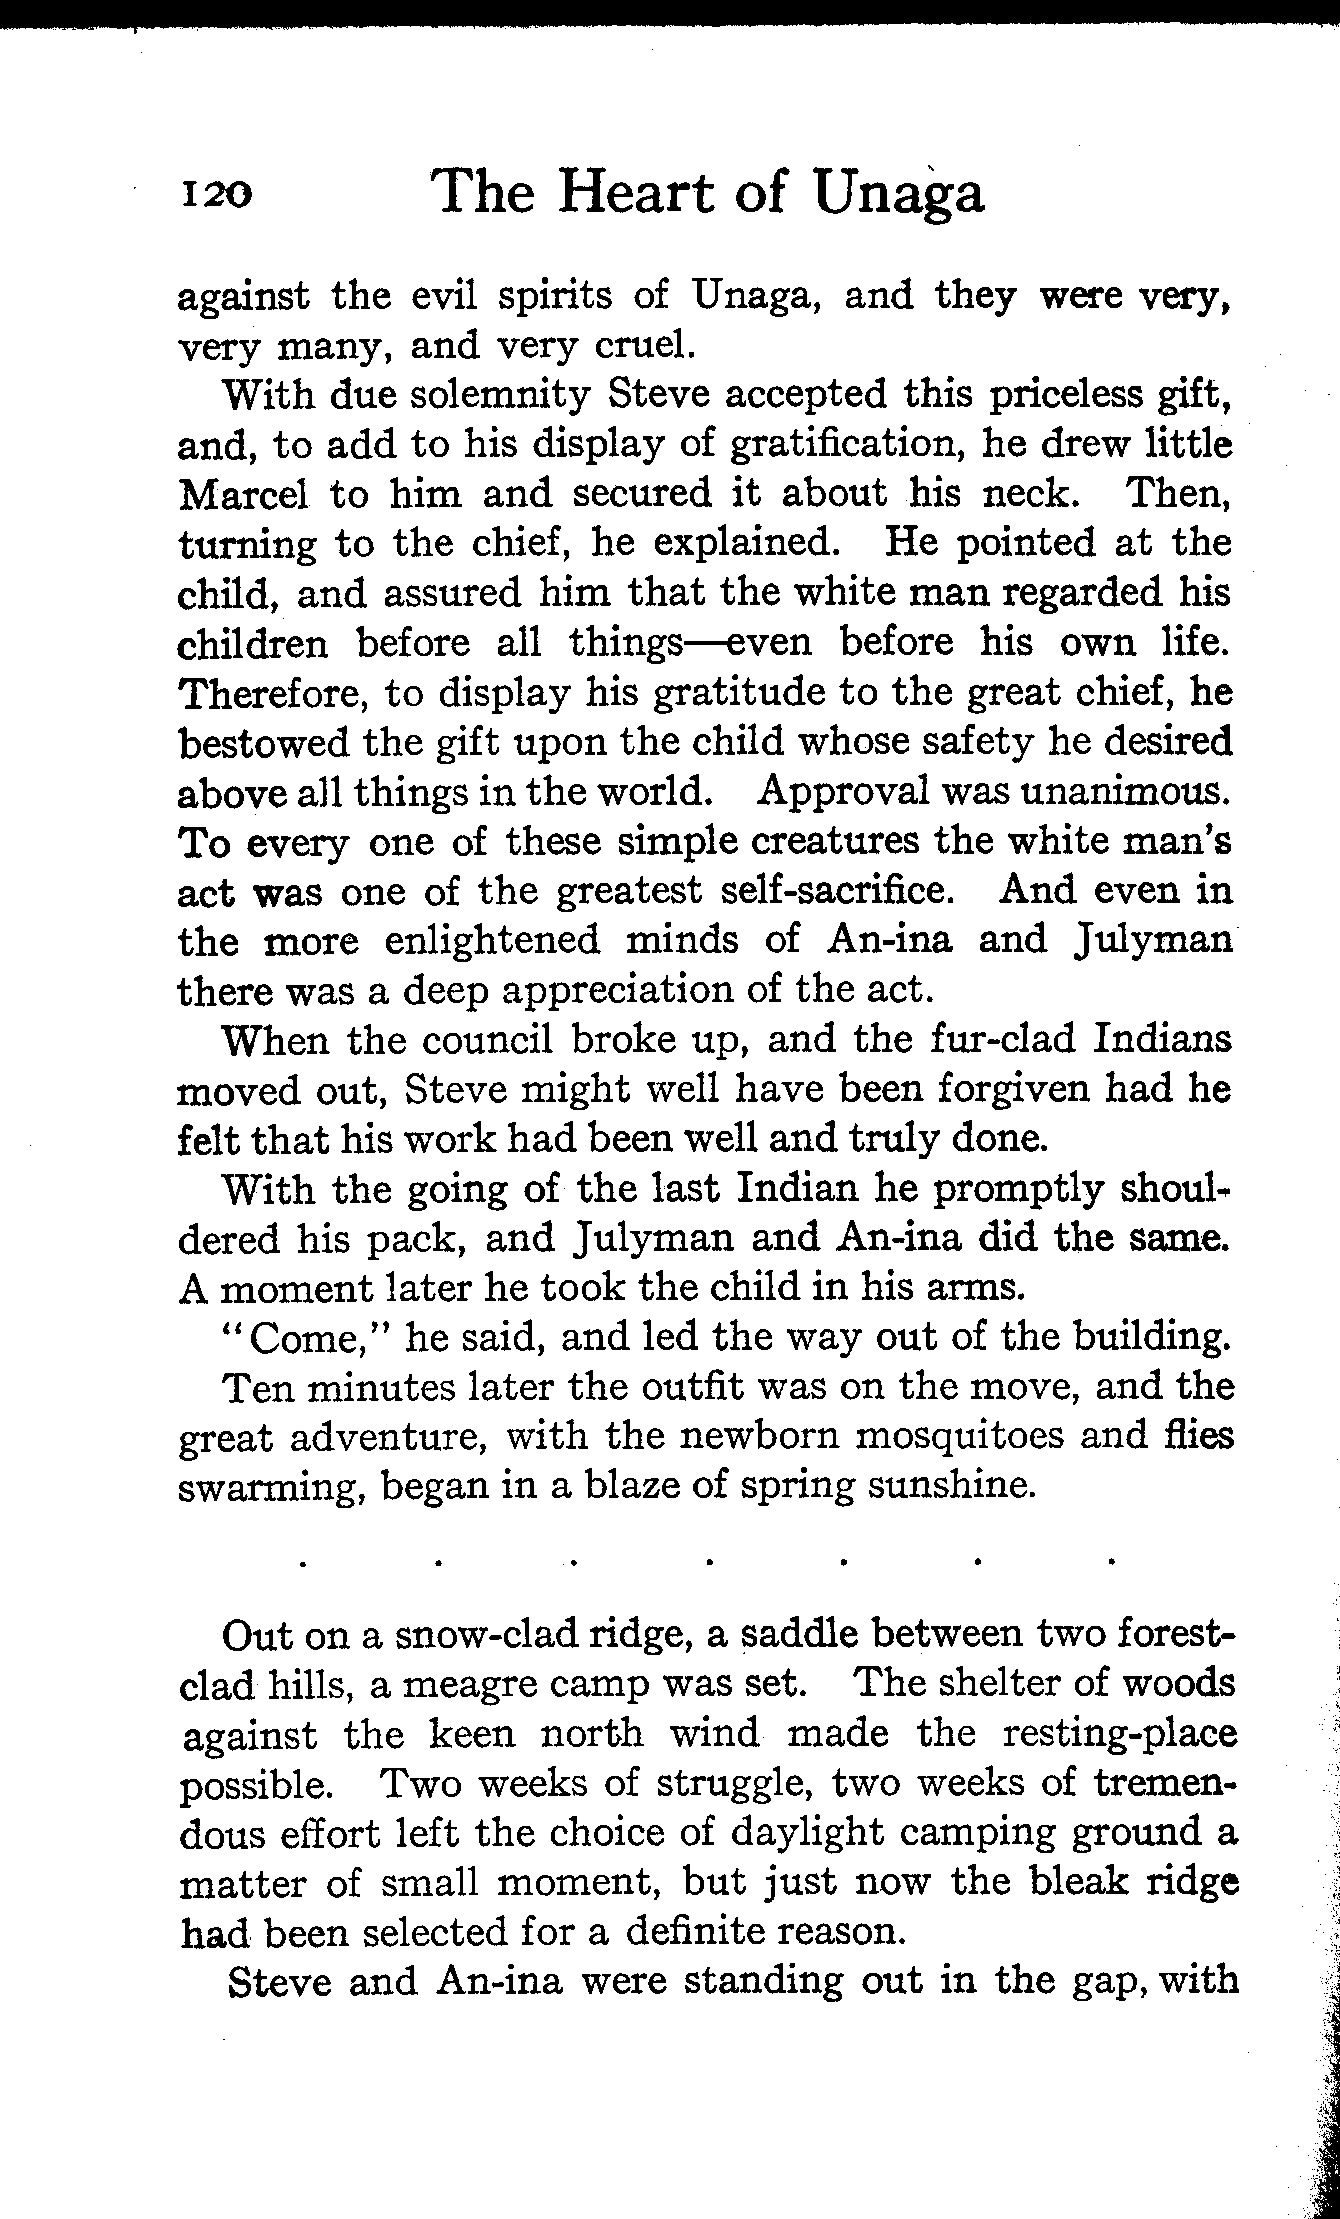 120 The Heart of Unaga
against the evil spirits of Unaga, and they were very,
very many, and very cruel.
With due solemnity Steve accepted this priceless gift,
and, to add to his display of gratification, he drew little
Marcel to him and secured it about his neck. Then,
turning to the chief, he explained. He pointed at the
child, and assured him that the white man regarded his
children before all things—even before his own life.
Therefore, to display his gratitude to the great chief, he
bestowed the gift upon the child whose safety he desired
above all things in the world. Approval was unanimous.
To every one of these simple creatures the white man's
act was one of the greatest self-sacrifice. And even in
the more enlightened minds of An-ina and Julyman
there was a deep appreciation of the act.
When the council broke up, and the fur-clad Indians
moved out, Steve might well have been forgiven had he
felt that his work had been well and truly done.
With the going of the last Indian he promptly shoul-
dered his pack, and Julyman and An-ina did the same.
A moment later he took the child in his arms.
"Come," he said, and led the way out of the building.
Ten minutes later the outfit was on the move, and the
great adventure, with the newborn mosquitoes and flies
swarming, began in a blaze of spring sunshine.
. . . . . . .
Out on a snow-clad ridge, a saddle between two forest-
clad hills, a meagre camp was set. The shelter of woods
against the keen north wind made the resting-place
possible. Two weeks of struggle, two weeks of tremen-
dous effort left the choice of daylight camping ground a
matter of small moment, but just now the bleak ridge
had been selected for a definite reason.
Steve and An-ina were standing out in the gap, with